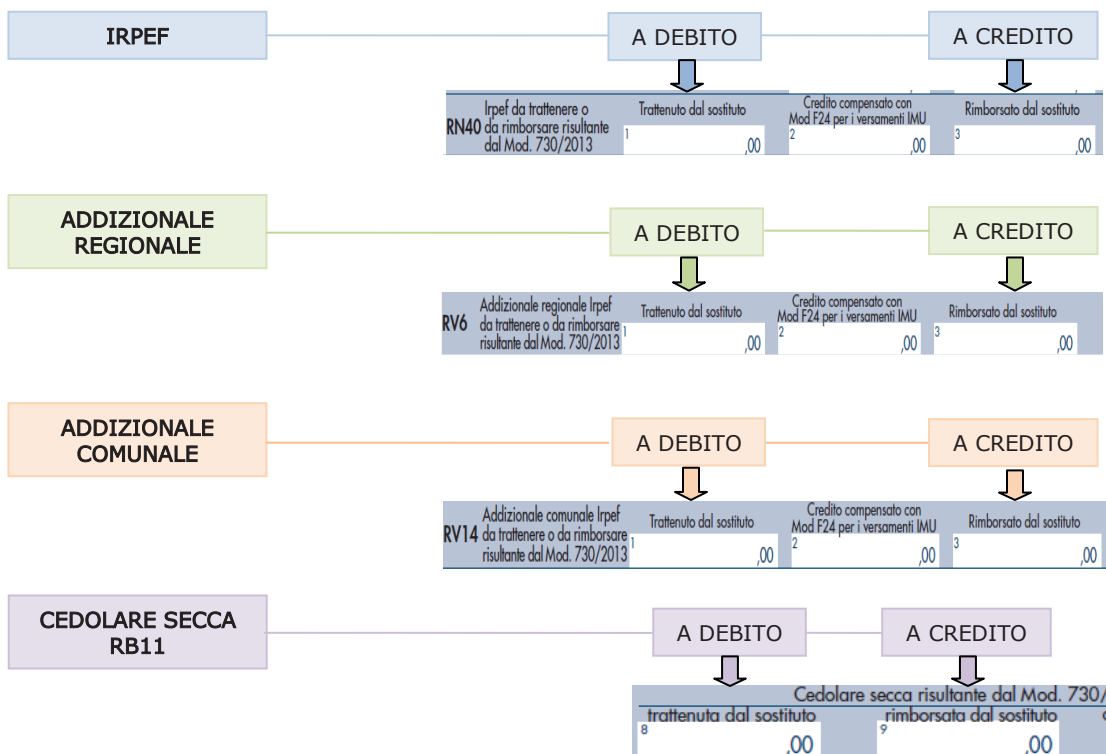 IRPEF
A DEBITO
A CREDITO
RN40
Irpef da trattenere o
da rimborsare risultante
dal Mod. 730/2013
Trattenuto dal sostituto
1
,00
Credito compensato con
Mod F24 per i versamenti IMU
2
,00
Rimborsato dal sostituto
3
,00
ADDIZIONALE
REGIONALE
A DEBITO
A CREDITO
RV6
Addizionale regionale Irpef
da trattenere o da rimborsare
risultante dal Mod. 730/2013
Trattenuto dal sostituto
1
,00
Credito compensato con
Mod F24 per i versamenti IMU
2
,00
Rimborsato dal sostituto
3
,00
ADDIZIONALE
COMUNALE
A DEBITO
A CREDITO
RV14
Addizionale comunale Irpef
da trattenere o da rimborsare
risultante dal Mod. 730/2013
Trattenuto dal sostituto
1
,00
Credito compensato con
Mod F24 per i versamenti IMU
2
,00
Rimborsato dal sostituto
3
,00
CEDOLARE SECCA
RB11
A DEBITO
A CREDITO
Cedolare secca risultante dal Mod. 730/
trattenuta dal sostituto
8
,00
rimborsata dal sostituto
9
,00